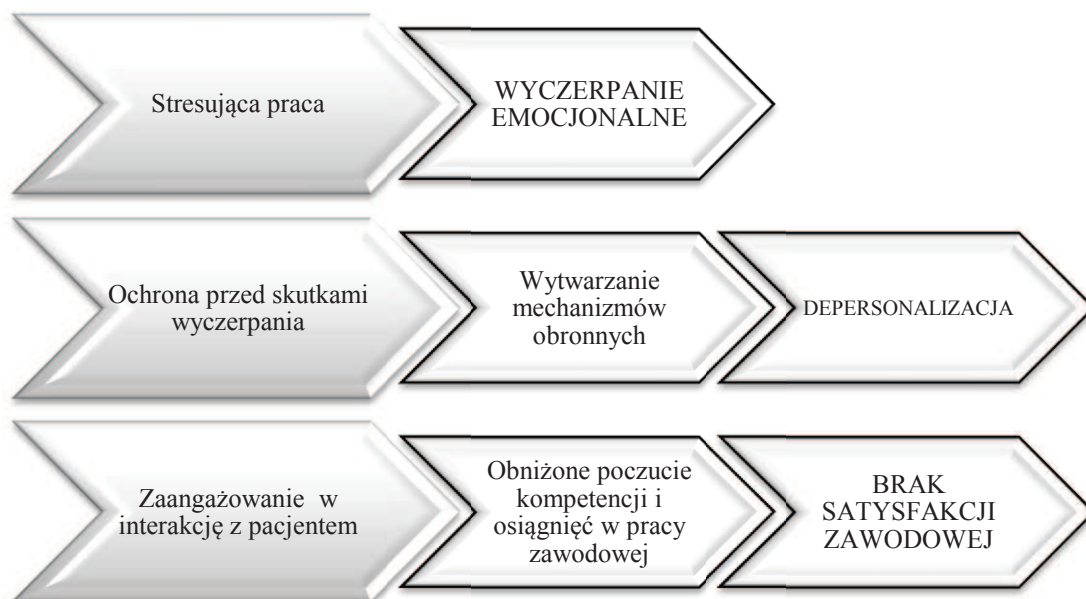 Stresująca praca
WYCZERPANIE
EMOCJONALNE
Ochrona przed skutkami
wyczerpania
Wytwarzanie
mechanizmów
obronnych
DEPERSONALIZACJA
Zaangażowanie w
interakcję z pacjentem
Obniżone poczucie
kompetencji i
osiągnięć w pracy
zawodowej
BRAK
SATYSFAKCJI
ZAWODOWEJ